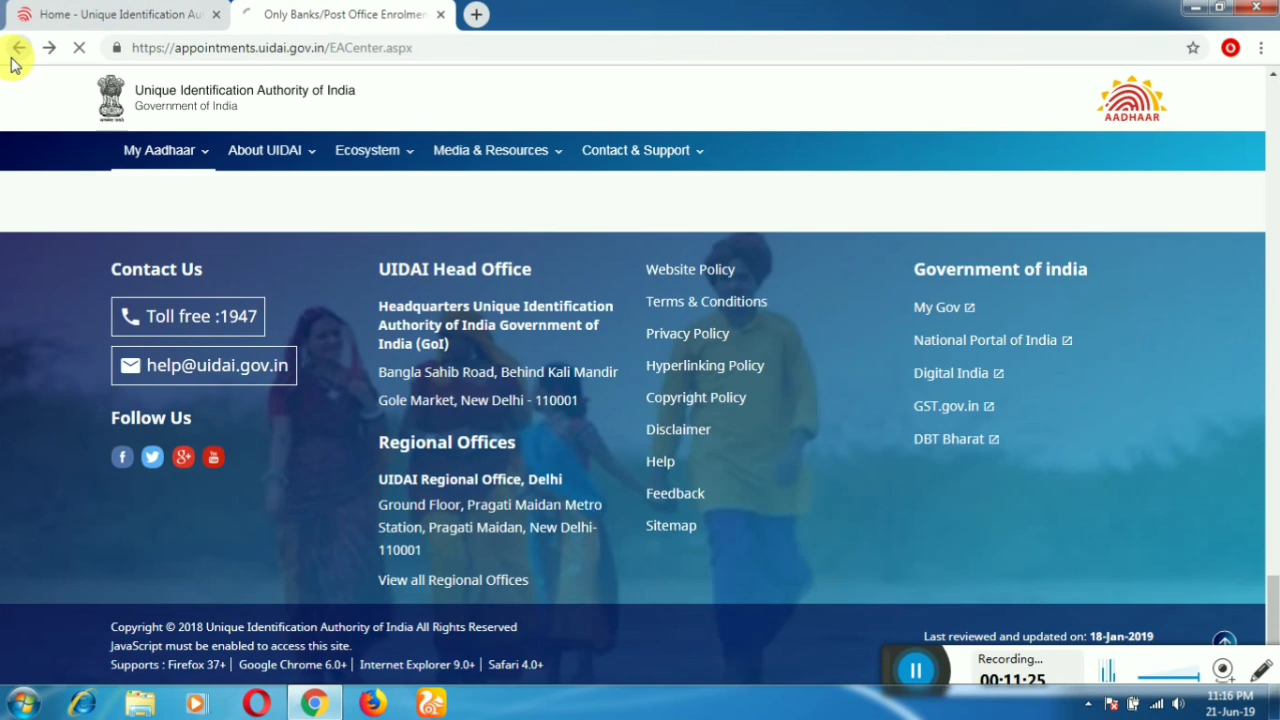 Home - Unique Identification Au
Only Banks/Post Office Enrolmen
https://appointments.uidai.gov.in/EACenter.aspx
Unique Identification Authority of India
Government of India
AADHAAR
My Aadhaar About UIDAI Ecosystem Media & Resources Contact & Support
Contact Us
Toll free :1947
help@uidai.gov.in
Follow Us
UIDAI Head Office
Headquarters Unique Identification
Authority of India Government of
India (GoI)
Bangla Sahib Road, Behind Kali Mandir
Gole Market, New Delhi - 110001
Regional Offices
UIDAI Regional Office, Delhi
Ground Floor, Pragati Maidan Metro
Station, Pragati Maidan, New Delhi-
110001
View all Regional Offices
Website Policy
Terms & Conditions
Privacy Policy
Hyperlinking Policy
Copyright Policy
Disclaimer
Help
Feedback
Sitemap
Government of india
My Gov
National Portal of India
Digital India
GST.gov.in
DBT Bharat
Copyright © 2018 Unique Identification Authority of India All Rights Reserved
JavaScript must be enabled to access this site.
Supports : Firefox 37+ | Google Chrome 6.0+ | Internet Explorer 9.0+ | Safari 4.0+
Last reviewed and updated on: 18-Jan-2019
Recording...
00:11:25
11:16 PM
21-Jun-19